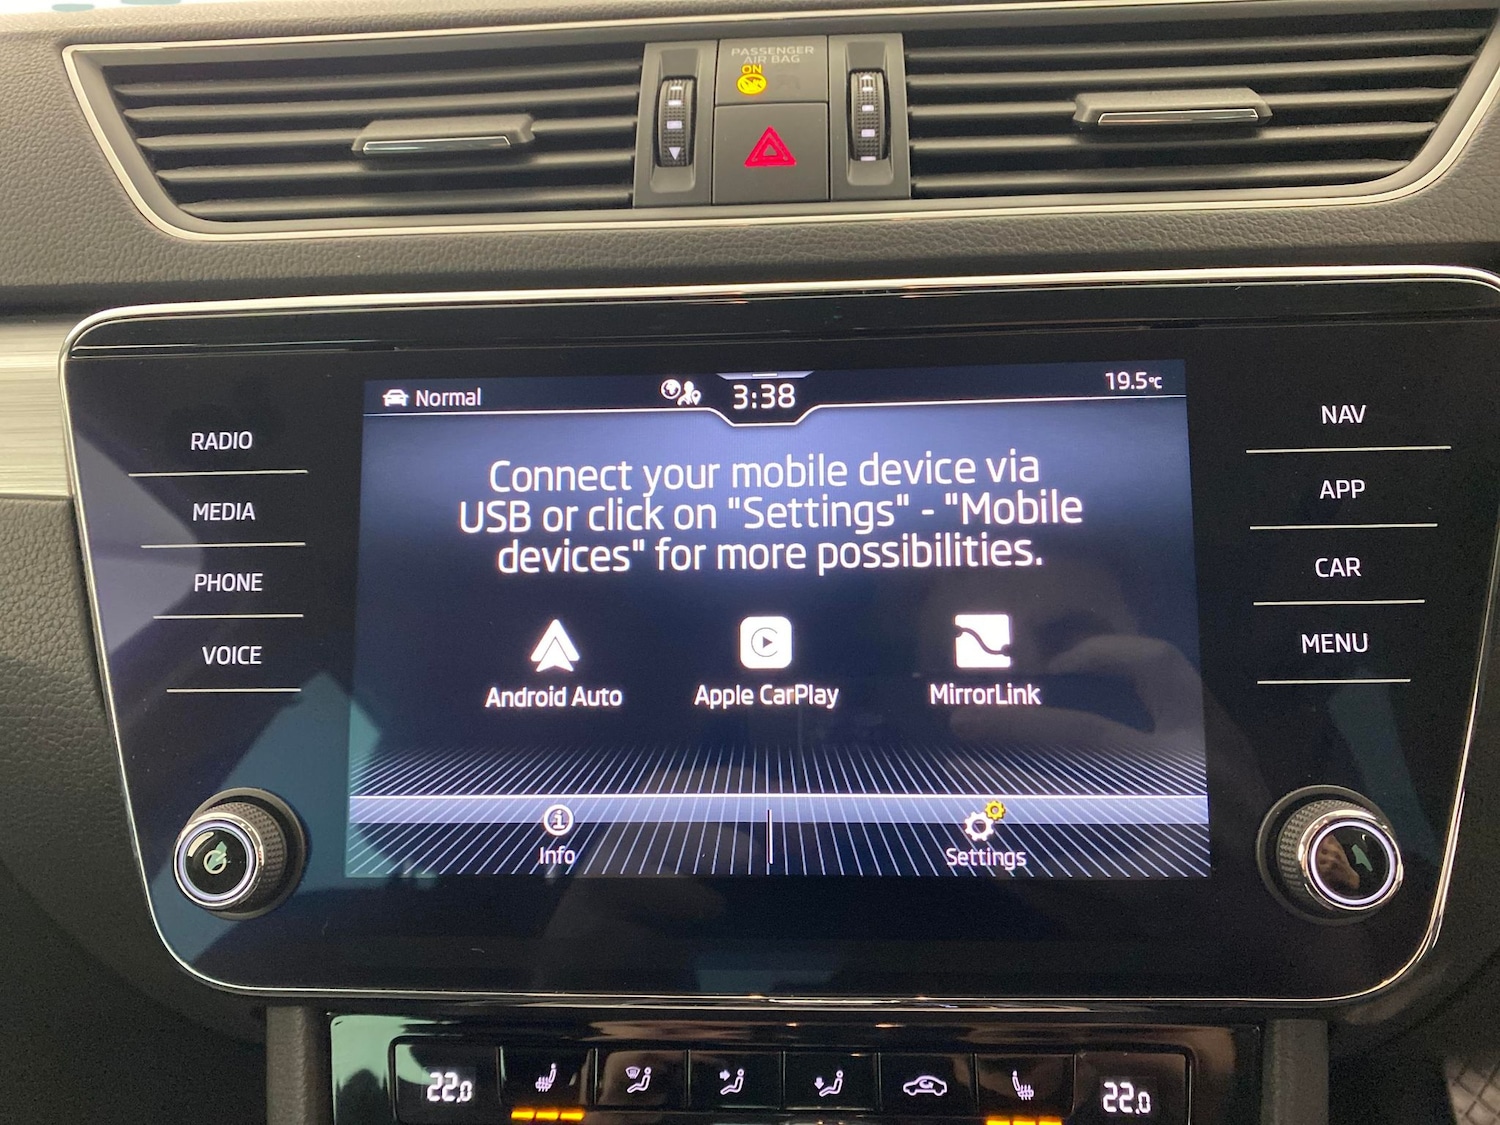 PASSENGER
AIR BAG
ON
Normal
3:38
19.5°C
RADIO
MEDIA
PHONE
VOICE
Connect your mobile device via
USB or click on "Settings" - "Mobile
devices" for more possibilities.
Android Auto
Apple CarPlay
MirrorLink
Info
Settings
NAV
APP
CAR
MENU
22.0
22.0